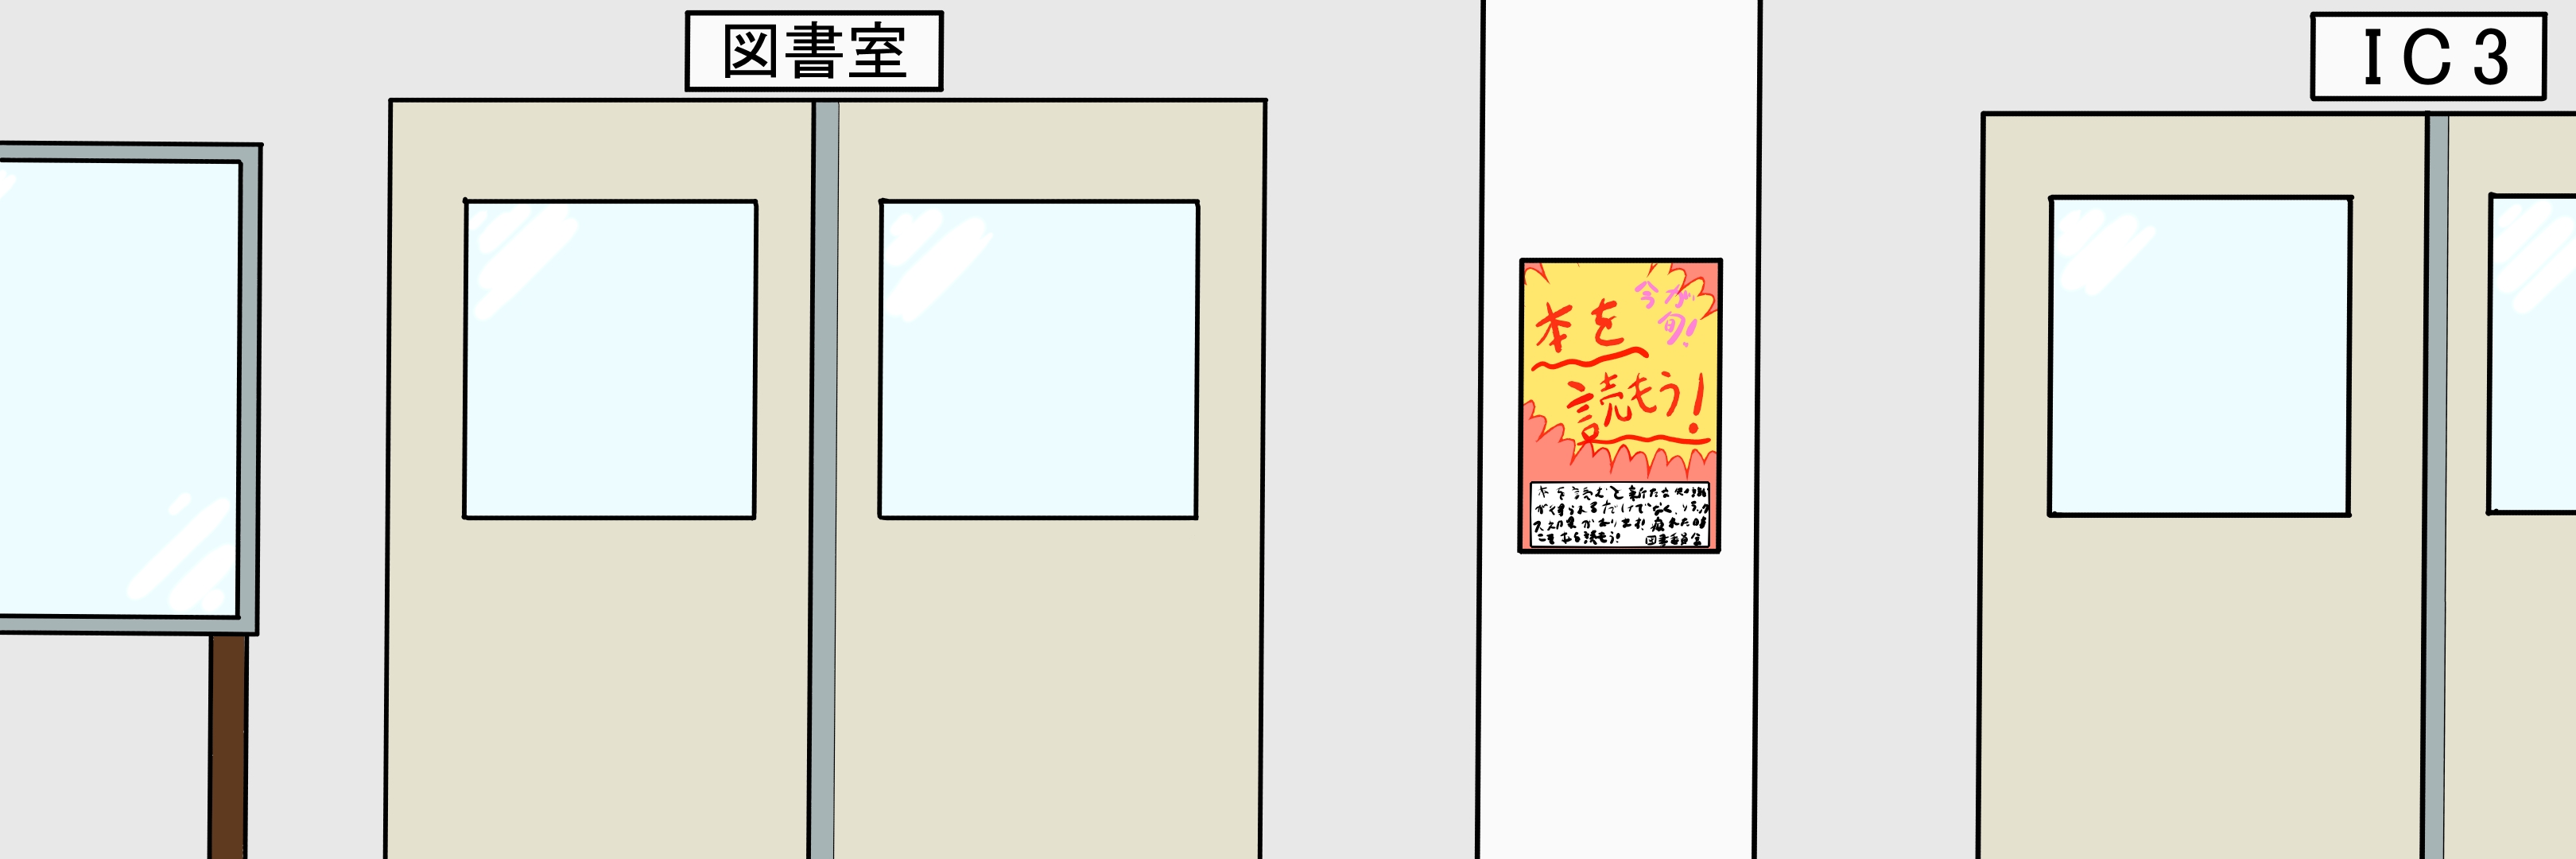 図書室
IC3
今が
旬!
本を
読もう!
本を読むと新たな知識
が得られるだけでなく、リラック
ス効果があります!疲れた時
こそ本を読もう! 図書委員会